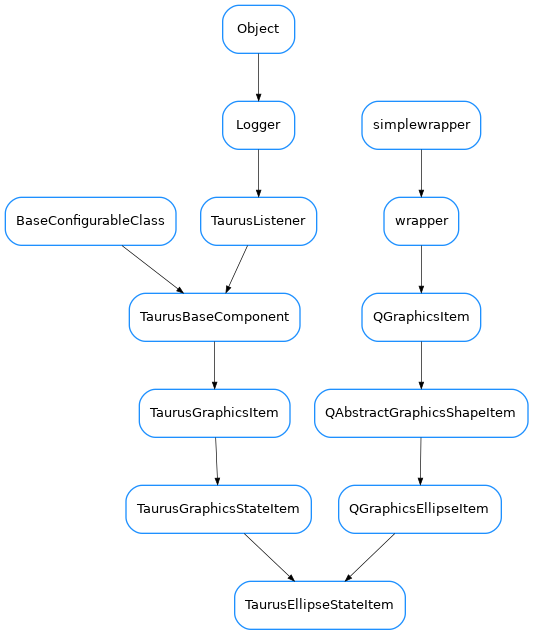 Object
Logger
simplewrapper
BaseConfigurableClass
TaurusListener
wrapper
TaurusBaseComponent
QGraphicsItem
TaurusGraphicsItem
QAbstractGraphicsShapeItem
TaurusGraphicsStateItem
QGraphicsEllipseItem
TaurusEllipseStateItem